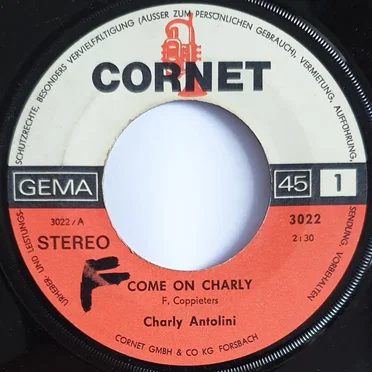 SCHUTZRECHTE, BESONDERS VERVIELFÄLTIGUNG (AUSSER ZUM PERSÖNLICHEN GEBRAUCH), VERMIETUNG, AUFFÜHRUNG, SENDUNG, VORBEHALTEN!
URHEBER- UND LEISTUNGS-
CORNET
GEMA
45 1
3022/A
3022
STEREO
2:30
F
COME ON CHARLY
F. Coppieters
Charly Antolini
CORNET GMBH & CO KG FORSBACH